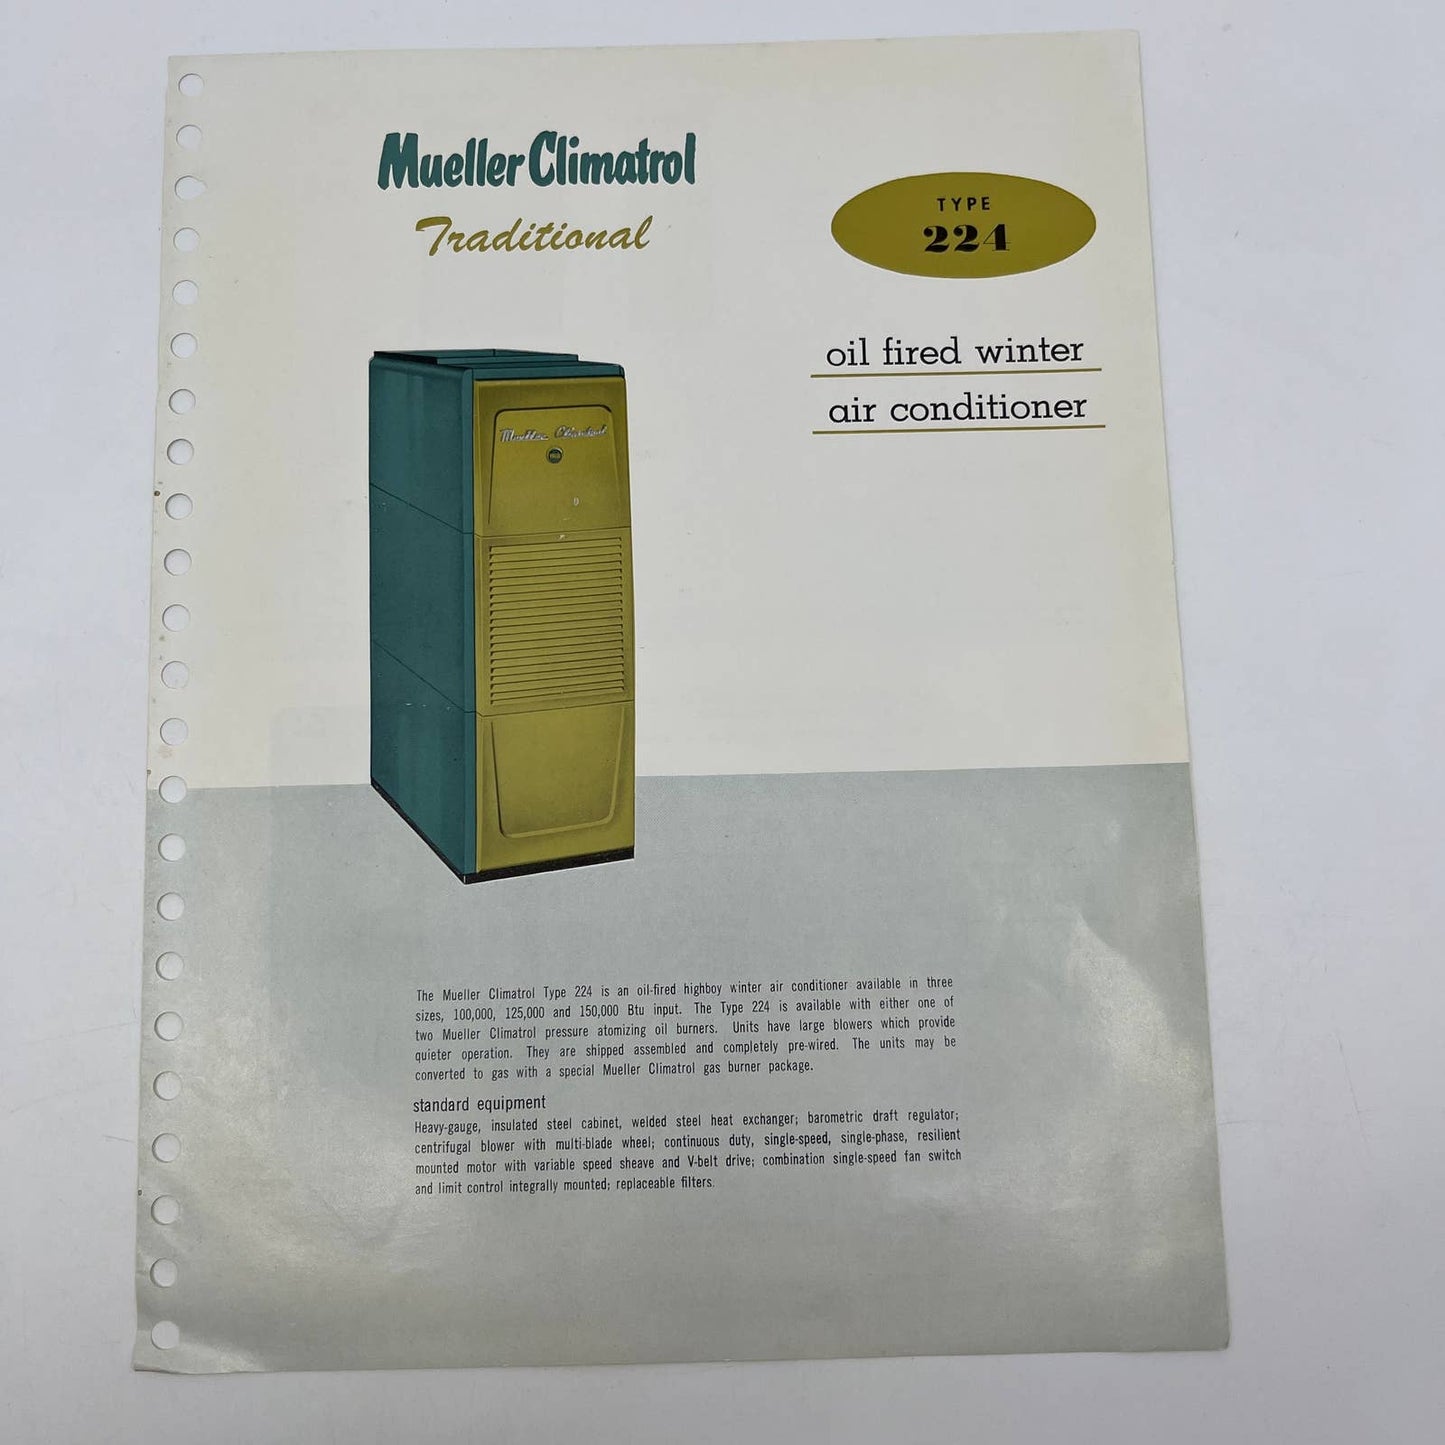 Mueller Climatrol
Traditional
TYPE
224
oil fired winter
air conditioner
Mueller Climatrol
The Mueller Climatrol Type 224 is an oil-fired highboy winter air conditioner available in three
sizes, 100,000, 125,000 and 150,000 Btu input. The Type 224 is available with either one of
two Mueller Climatrol pressure atomizing oil burners. Units have large blowers which provide
quieter operation. They are shipped assembled and completely pre-wired. The units may be
converted to gas with a special Mueller Climatrol gas burner package.
standard equipment
Heavy-gauge, insulated steel cabinet, welded steel heat exchanger; barometric draft regulator;
centrifugal blower with multi-blade wheel; continuous duty, single-speed, single-phase, resilient
mounted motor with variable speed sheave and V-belt drive; combination single-speed fan switch
and limit control integrally mounted; replaceable filters.